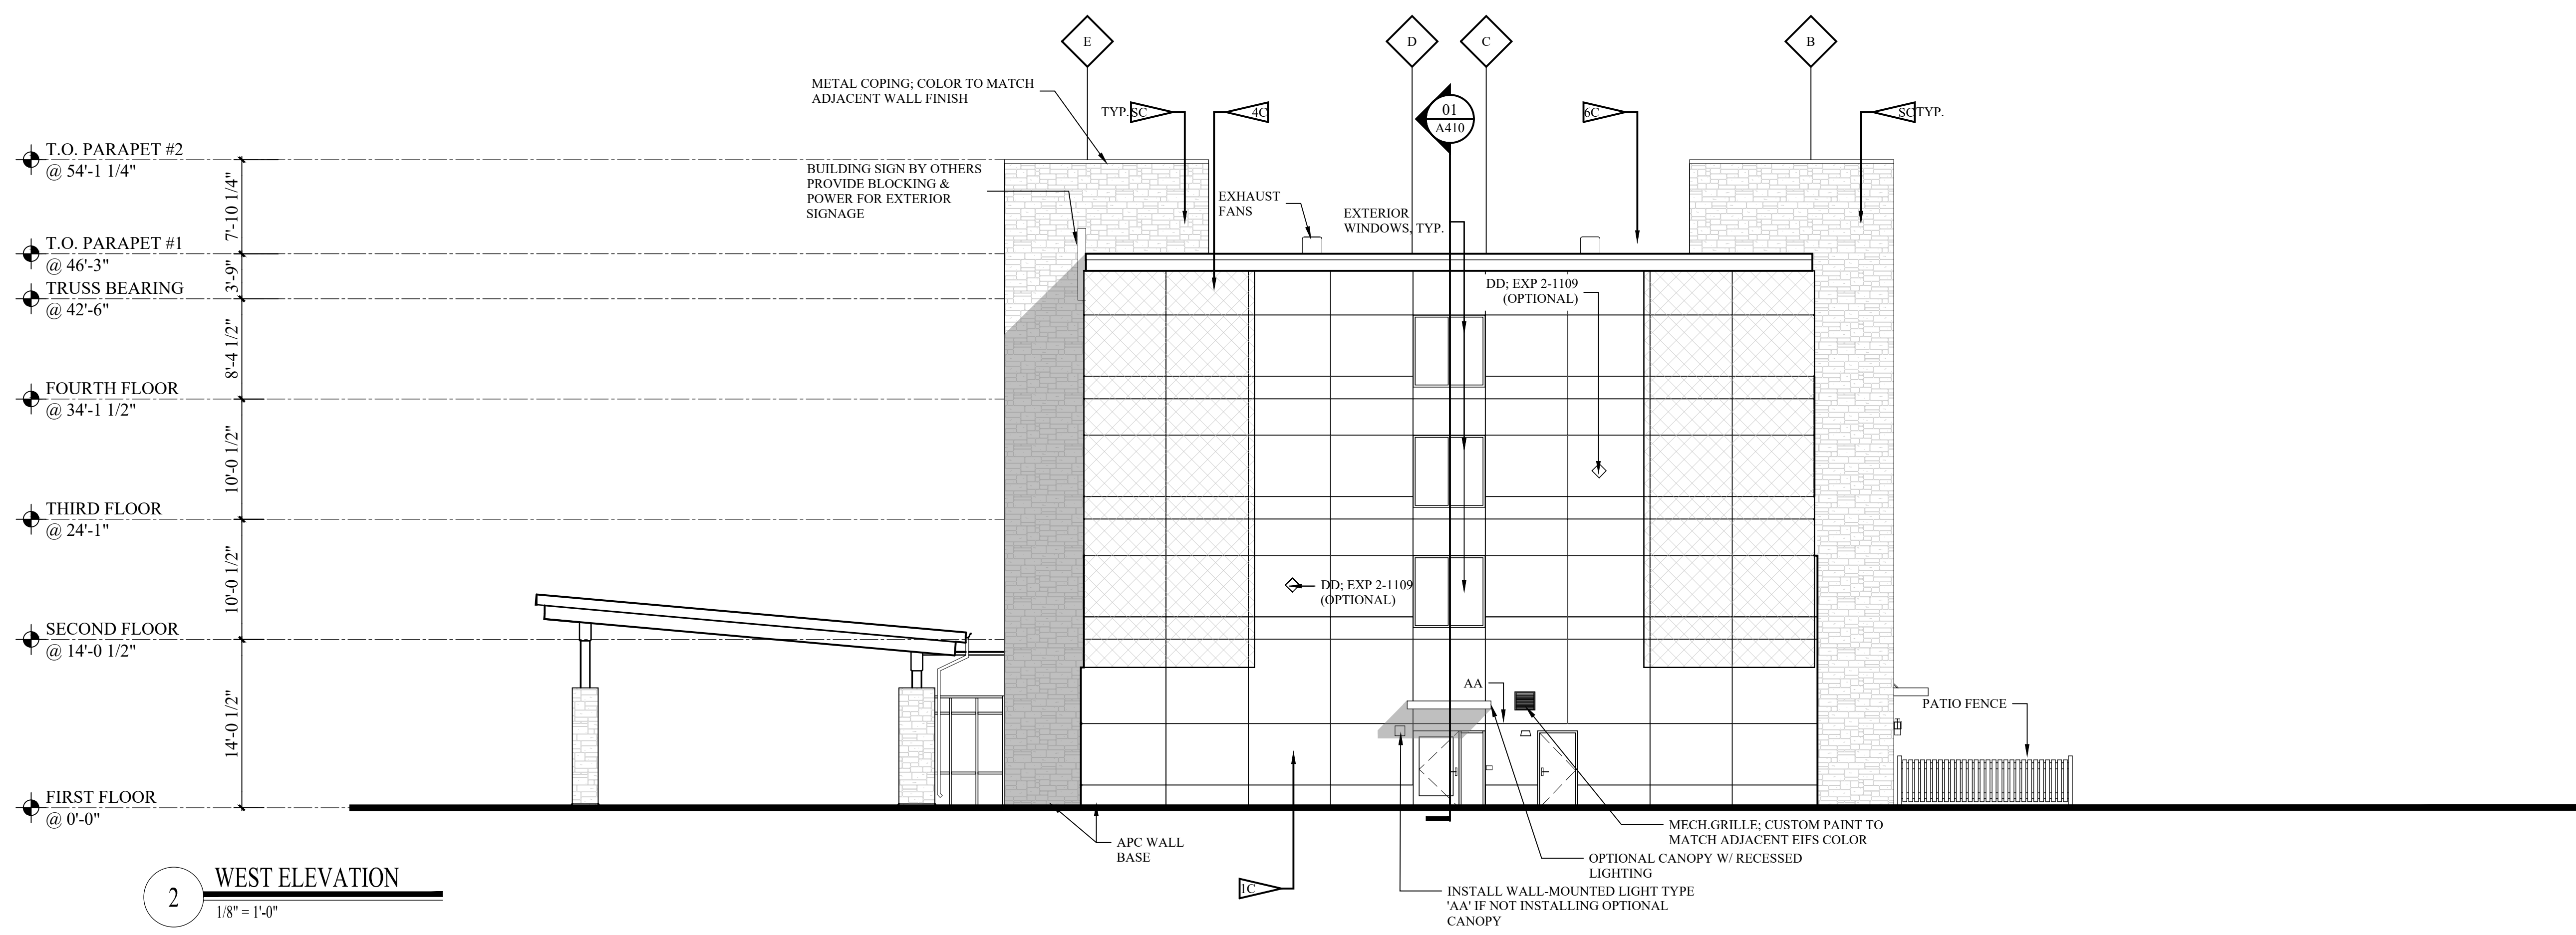 E
D
C
B
METAL COPING; COLOR TO MATCH
ADJACENT WALL FINISH
TYP.
SC
4C
01
A410
6C
SC
TYP.
T.O. PARAPET #2
@ 54'-1 1/4"
BUILDING SIGN BY OTHERS
PROVIDE BLOCKING &
POWER FOR EXTERIOR
SIGNAGE
EXHAUST
FANS
EXTERIOR
WINDOWS, TYP.
7'-10 1/4"
T.O. PARAPET #1
@ 46'-3"
3'-9"
TRUSS BEARING
@ 42'-6"
DD; EXP 2-1109
(OPTIONAL)
8'-4 1/2"
FOURTH FLOOR
@ 34'-1 1/2"
10'-0 1/2"
THIRD FLOOR
@ 24'-1"
10'-0 1/2"
DD; EXP 2-1109
(OPTIONAL)
SECOND FLOOR
@ 14'-0 1/2"
AA
PATIO FENCE
14'-0 1/2"
FIRST FLOOR
@ 0'-0"
APC WALL
BASE
MECH.GRILLE; CUSTOM PAINT TO
MATCH ADJACENT EIFS COLOR
OPTIONAL CANOPY W/ RECESSED
LIGHTING
1C
INSTALL WALL-MOUNTED LIGHT TYPE
'AA' IF NOT INSTALLING OPTIONAL
CANOPY
2
WEST ELEVATION
1/8" = 1'-0"